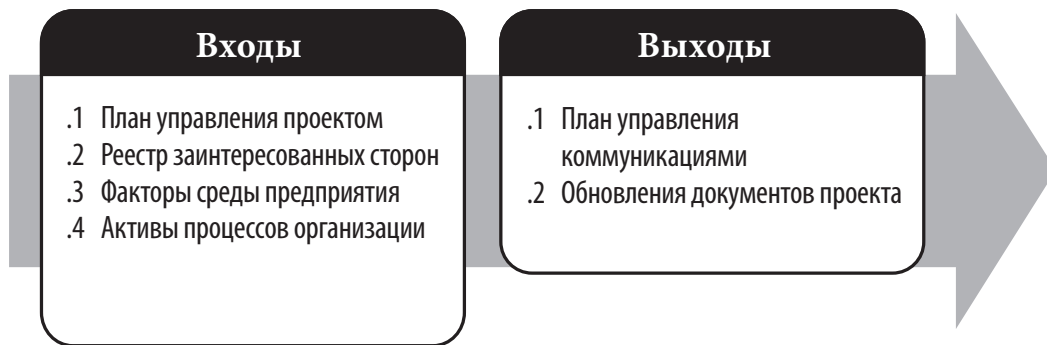 Входы
.1 План управления проектом
.2 Реестр заинтересованных сторон
.3 Факторы среды предприятия
.4 Активы процессов организации
Выходы
.1 План управления
коммуникациями
.2 Обновления документов проекта